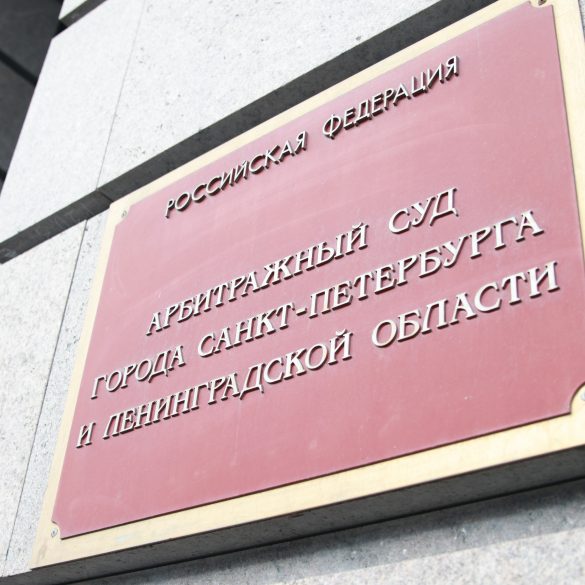 РОССИЙСКАЯ ФЕДЕРАЦИЯ
АРБИТРАЖНЫЙ СУД
ГОРОДА САНКТ-ПЕТЕРБУРГА
И ЛЕНИНГРАДСКОЙ ОБЛАСТИ